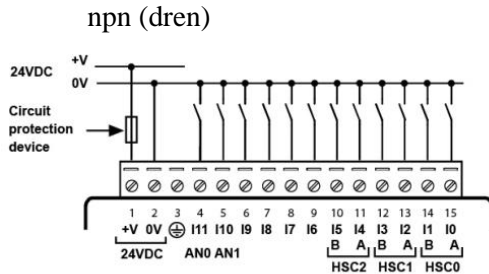 npn (dren)
+V
24VDC
0V
Circuit
protection
device
1 2 3 4 5 6 7 8 9 10 11 12 13 14 15
+V 0V I11 I10 I9 I8 I7 I8 I6 I5 I4 I3 I2 I1 I0
24VDC AN0 AN1 B A B A B A
HSC2 HSC1 HSC0